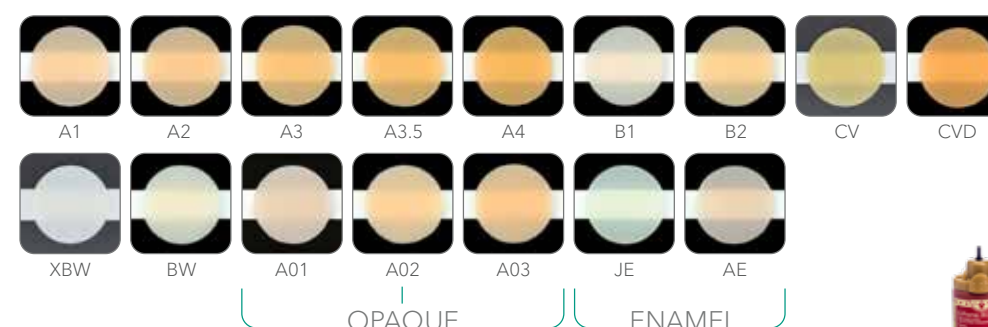 A1 A2 A3 A3.5 A4 B1 B2 CV CVD
XBW BW A01 A02 A03 JE AE
OPAQUE ENAMEL